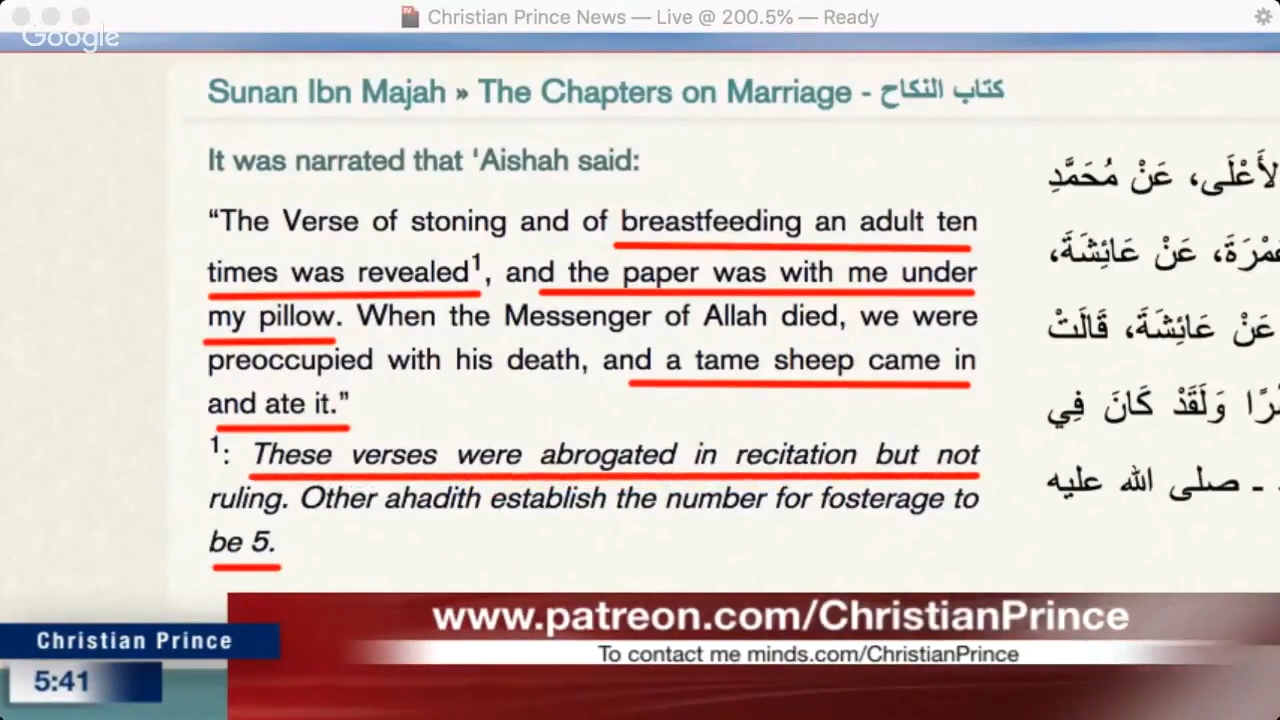 Christian Prince News — Live @ 200.5% — Ready
Google
Sunan Ibn Majah » The Chapters on Marriage - كتاب النكاح
It was narrated that 'Aishah said:
“The Verse of stoning and of breastfeeding an adult ten
times was revealed1, and the paper was with me under
my pillow. When the Messenger of Allah died, we were
preoccupied with his death, and a tame sheep came in
and ate it.”
1: These verses were abrogated in recitation but not
ruling. Other ahadith establish the number for fosterage to
be 5.
لأَعْلَى، عَنْ مُحَمَّدِ
عَنْ عَائِشَةَ،
عَنْ عَائِشَةَ، قَالَتْ
وَلَقَدْ كَانَ فِي
ـ صلى الله عليه
www.patreon.com/ChristianPrince
To contact me minds.com/ChristianPrince
Christian Prince
5:41